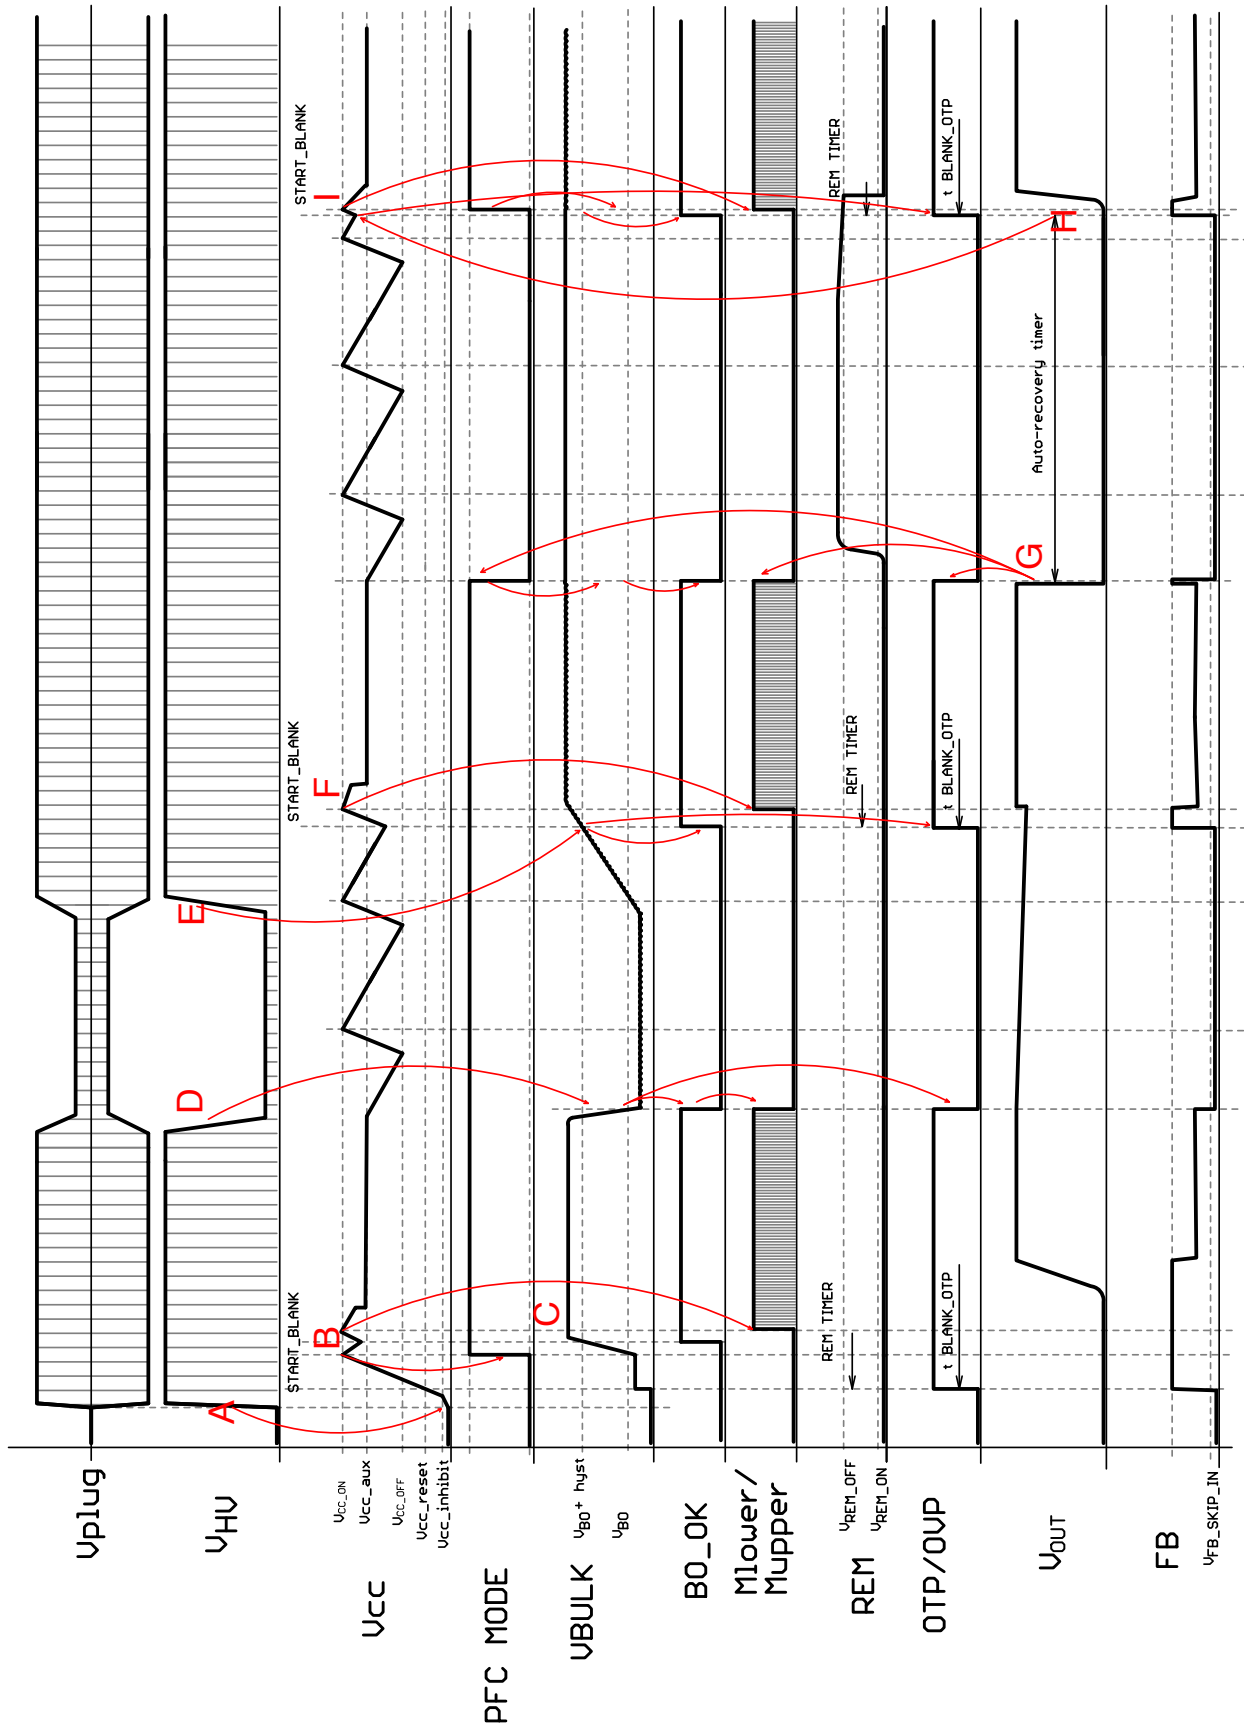 Vplug
VHV
VCC_ON
Vcc_aux
VCC_OFF
Vcc_reset
Vcc_inhibit
Vcc
PFC MODE
VBO+ hyst
VBO
VBULK
BO_OK
Mlower/
Mupper
VREM_OFF
VREM_ON
REM
OTP/OVP
VOUT
FB
VFB_SKIP_IN
A
START_BLANK
B
C
REM TIMER
t BLANK_OTP
D
E
START_BLANK
F
REM TIMER
t BLANK_OTP
G
Auto-recovery timer
H
START_BLANK
I
REM TIMER
t BLANK_OTP